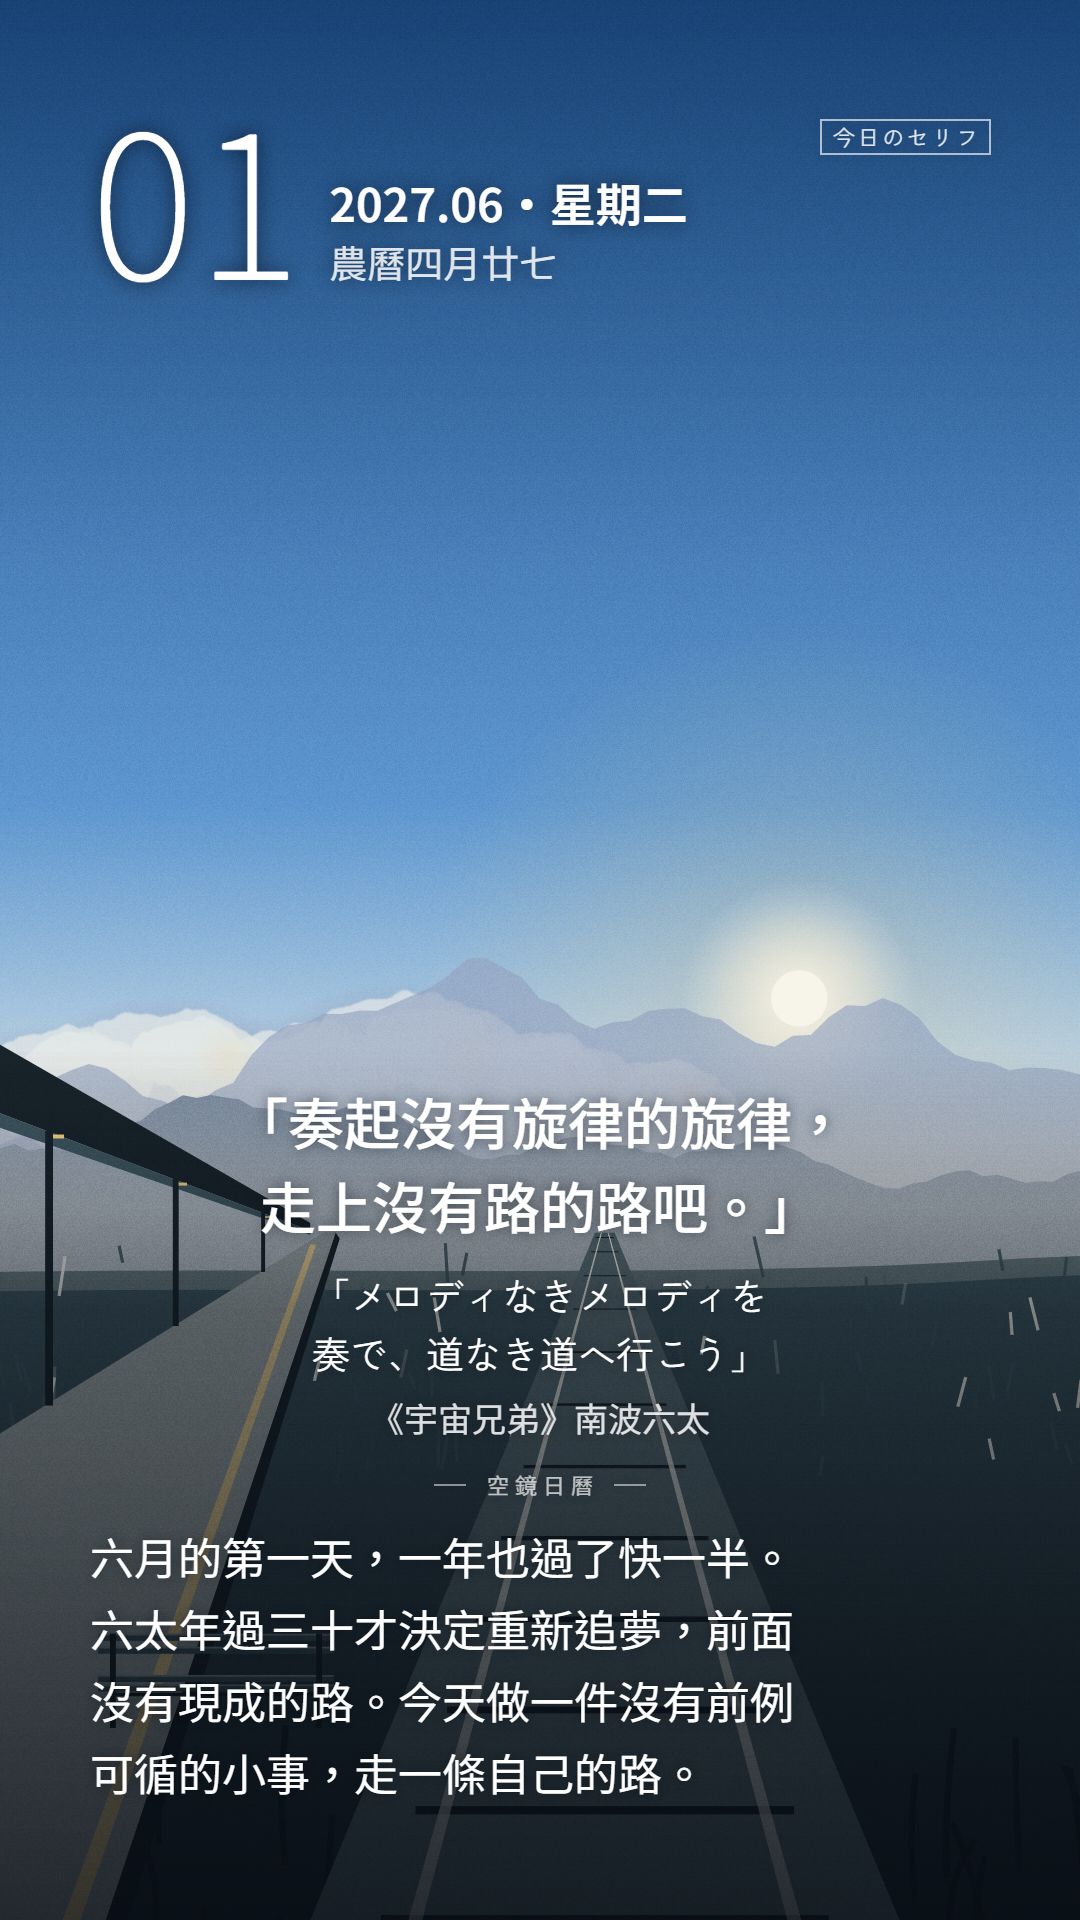 01
2027.06・星期二
農曆四月廿七
今日のセリフ
「奏起沒有旋律的旋律，
走上沒有路的路吧。」
「メロディなきメロディを
奏で、道なき道へ行こう」
《宇宙兄弟》南波六太
空鏡日曆
六月的第一天，一年也過了快一半。
六太年過三十才決定重新追夢，前面
沒有現成的路。今天做一件沒有前例
可循的小事，走一條自己的路。